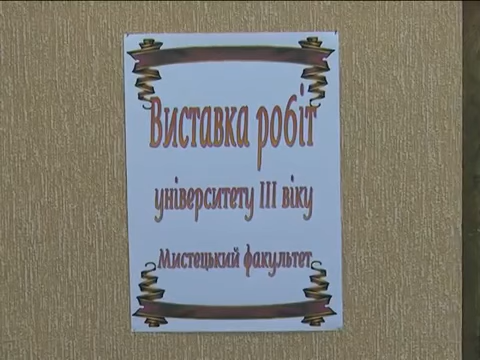 Виставка робіт
університету III віку
Мистецький факультет